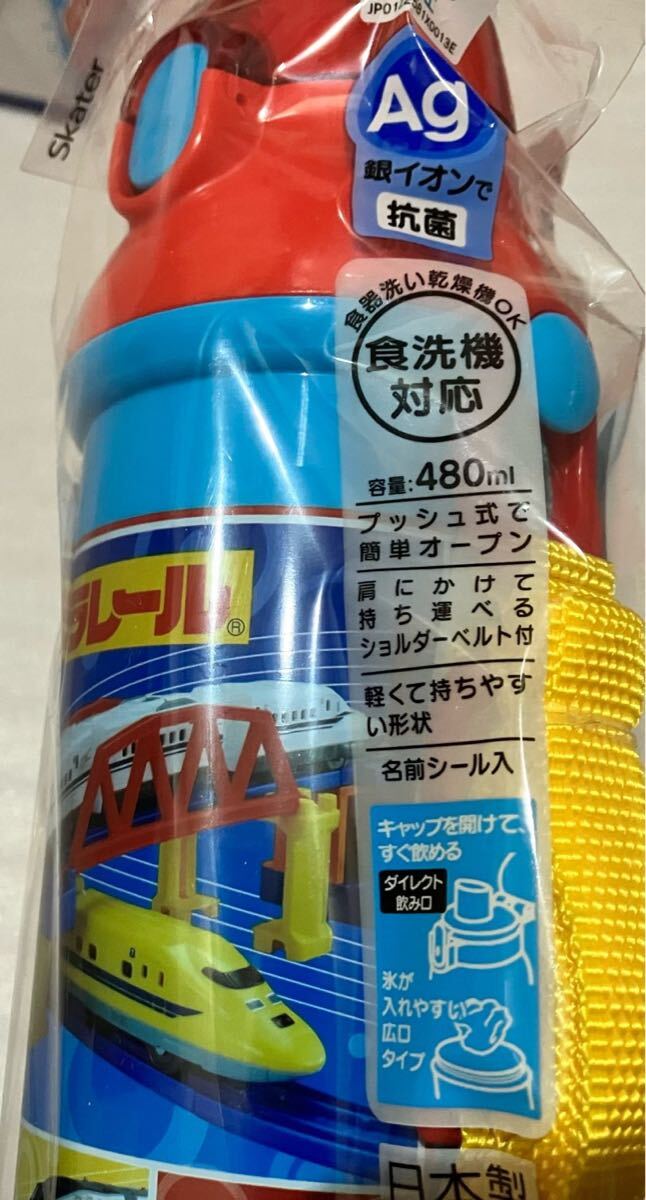 Skater
Ag
銀イオンで
抗菌
食器洗い乾燥機OK
食洗機
対応
容量:480ml
プッシュ式で
簡単オープン
肩にかけて
持ち運べる
ショルダーベルト付
軽くて持ちやす
い形状
名前シール入
ラレール®
キャップを開けて、
すぐ飲める
ダイレクト
飲み口
氷が
入れやすい
広口
タイプ
日本製